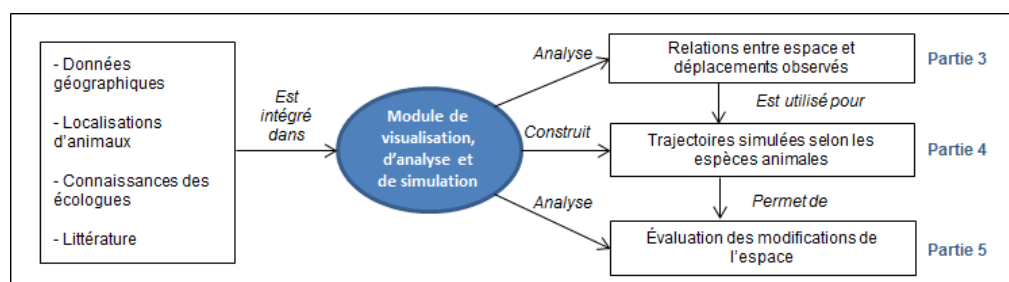 - Données
géographiques
- Localisations
d'animaux
- Connaissances des
écologues
- Littérature
Est
intégré
dans
Module de
visualisation,
d'analyse et
de simulation
Analyse
Relations entre espace et
déplacements observés
Partie 3
Est utilisé pour
Construit
Trajectoires simulées selon les
espèces animales
Partie 4
Permet de
Analyse
Évaluation des modifications de
l'espace
Partie 5